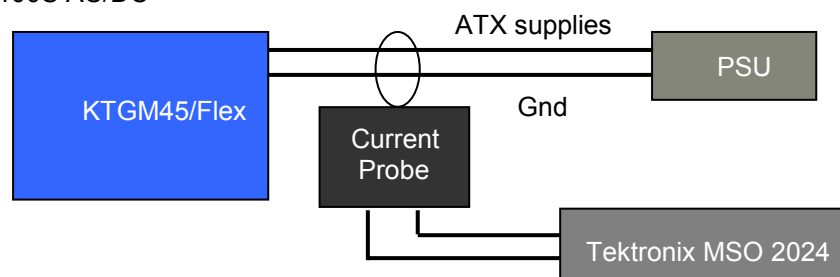 ATX supplies
PSU
KTGM45/Flex
Gnd
Current
Probe
Tektronix MSO 2024